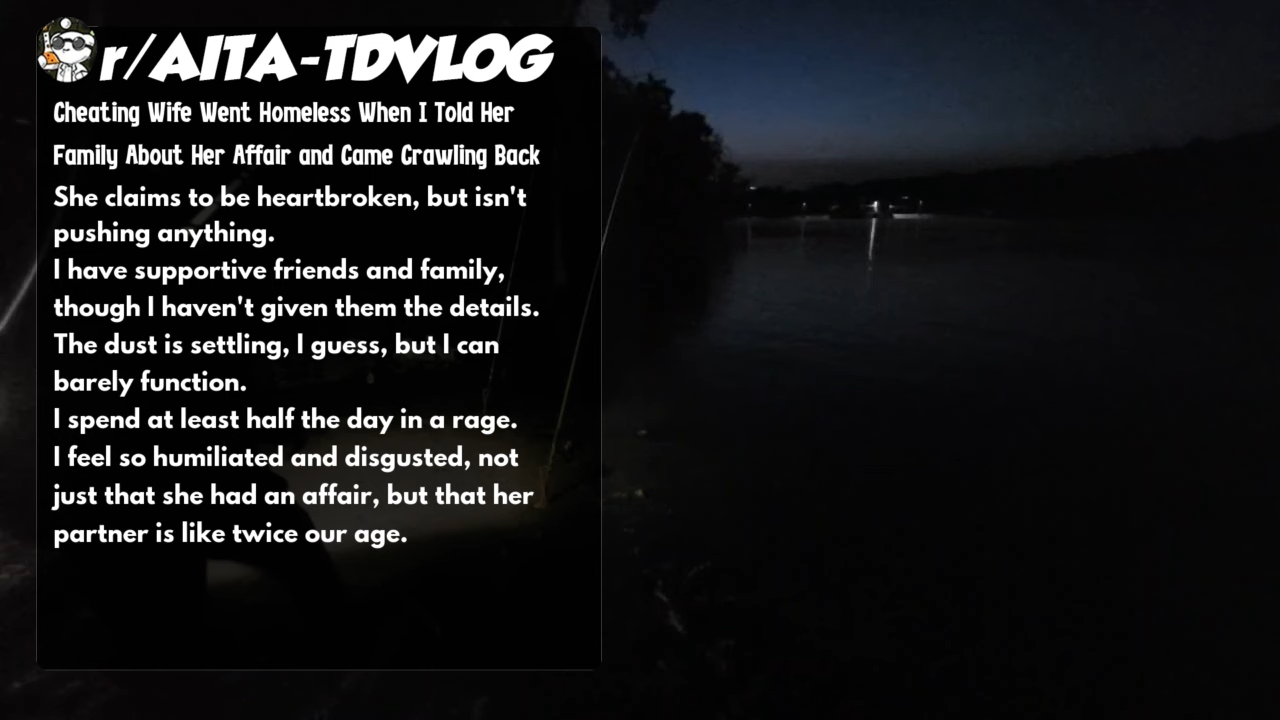 r/AITA-TDVLOG
Cheating Wife Went Homeless When I Told Her
Family About Her Affair and Came Crawling Back
She claims to be heartbroken, but isn't
pushing anything.
I have supportive friends and family,
though I haven't given them the details.
The dust is settling, I guess, but I can
barely function.
I spend at least half the day in a rage.
I feel so humiliated and disgusted, not
just that she had an affair, but that her
partner is like twice our age.